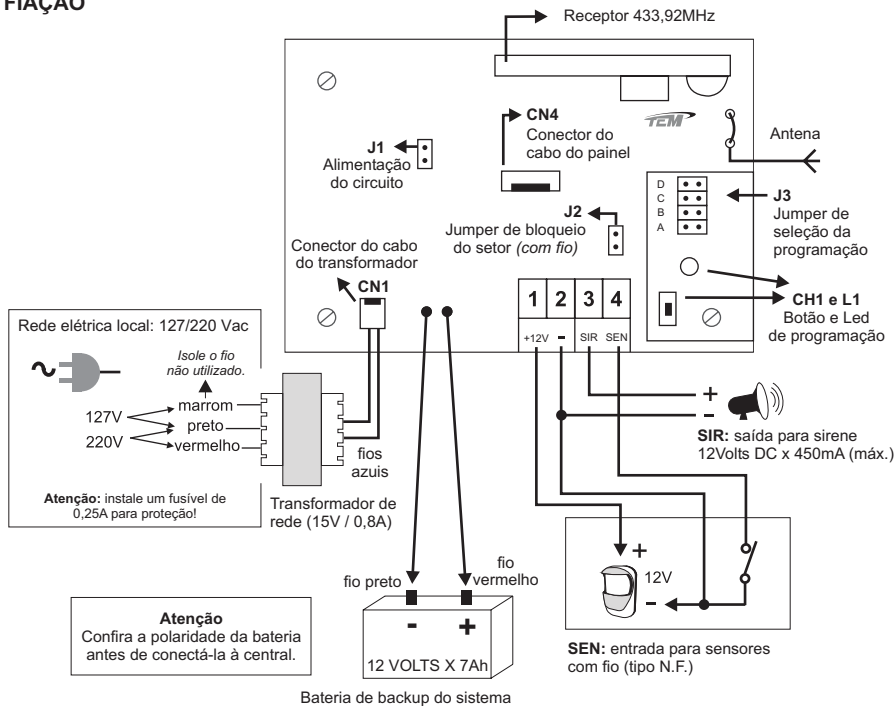 FIAÇÃO
Receptor 433,92MHz
CN4
Conector do
cabo do painel
TEM
Antena
J1
Alimentação
do circuito
D
C
B
A
J3
Jumper de
seleção da
programação
J2
Jumper de bloqueio
do setor (com fio)
Conector do cabo
do transformador
CN1
1 2 3 4
+12V - SIR SEN
CH1 e L1
Botão e Led
de programação
Rede elétrica local: 127/220 Vac
Isole o fio
não utilizado.
127V
220V
marrom
preto
vermelho
Atenção: instale um fusível de
0,25A para proteção!
fios
azuis
Transformador de
rede (15V / 0,8A)
+
-
SIR: saída para sirene
12Volts DC x 450mA (máx.)
fio preto
fio
vermelho
- +
12 VOLTS X 7Ah
Bateria de backup do sistema
Atenção
Confira a polaridade da bateria
antes de conectá-la à central.
+
12V
-
SEN: entrada para sensores
com fio (tipo N.F.)